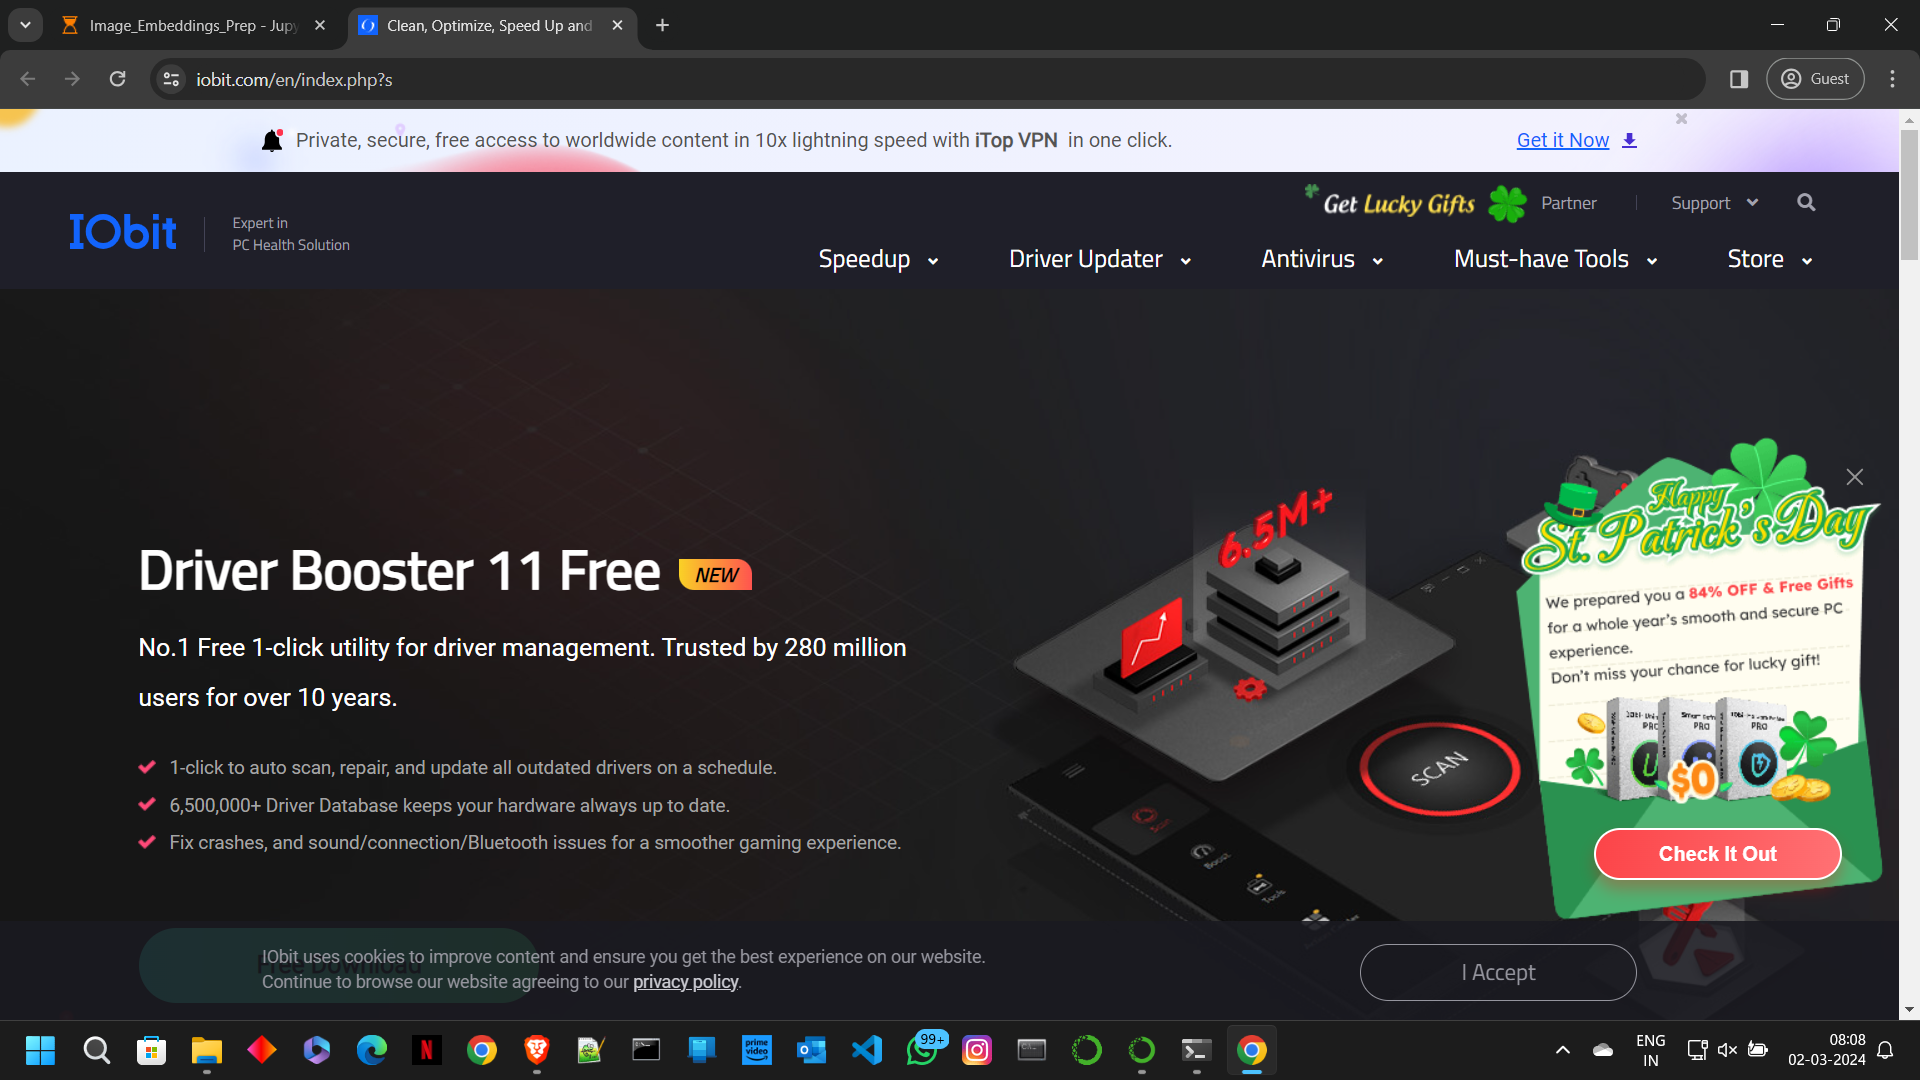 Image_Embeddings_Prep - Jupy
Clean, Optimize, Speed Up and
iobit.com/en/index.php?s
Guest
Private, secure, free access to worldwide content in 10x lightning speed with iTop VPN in one click.
Get it Now
Get Lucky Gifts
Partner
Support
IObit
Expert in
PC Health Solution
Speedup
Driver Updater
Antivirus
Must-have Tools
Store
Driver Booster 11 Free
NEW
No.1 Free 1-click utility for driver management. Trusted by 280 million
users for over 10 years.
1-click to auto scan, repair, and update all outdated drivers on a schedule.
6,500,000+ Driver Database keeps your hardware always up to date.
Fix crashes, and sound/connection/Bluetooth issues for a smoother gaming experience.
6.5M+
SCAN
Scan
Boost
Tools
Happy
St. Patrick's Day
We prepared you a 84% OFF & Free Gifts
for a whole year's smooth and secure PC
experience.
Don't miss your chance for lucky gift!
PRO
PRO
PRO
$0
Check It Out
Free Download
IObit uses cookies to improve content and ensure you get the best experience on our website.
Continue to browse our website agreeing to our privacy policy.
I Accept
N
prime
video
99+
ENG
IN
08:08
02-03-2024